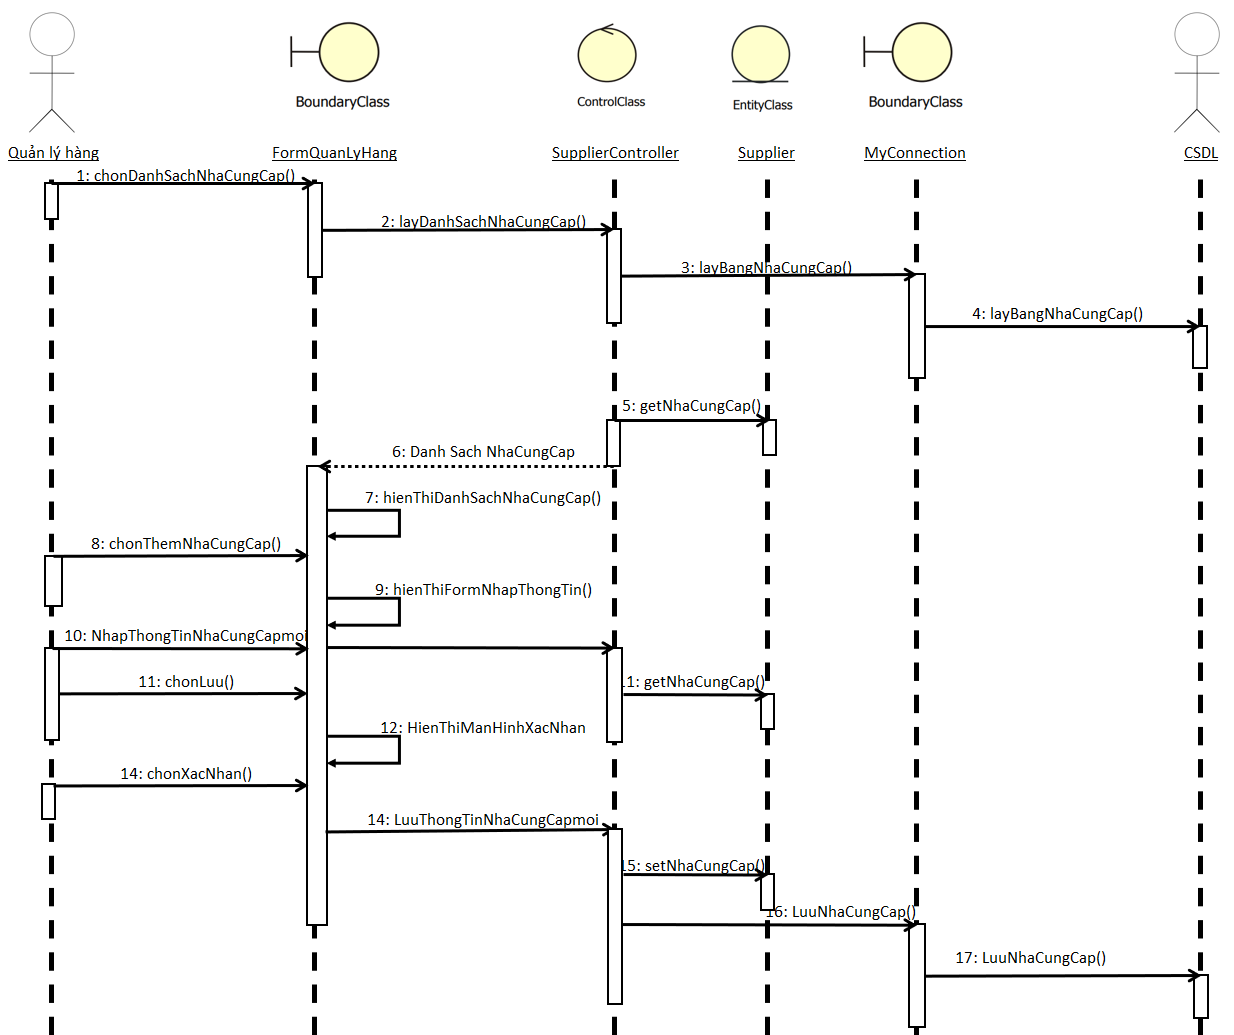 BoundaryClass
ControlClass
EntityClass
BoundaryClass
Quản lý hàng
FormQuanLyHang
SupplierController
Supplier
MyConnection
CSDL
1: chonDanhSachNhaCungCap()
2: layDanhSachNhaCungCap()
3: layBangNhaCungCap()
4: layBangNhaCungCap()
5: getNhaCungCap()
6: Danh Sach NhaCungCap
7: hienThiDanhSachNhaCungCap()
8: chonThemNhaCungCap()
9: hienThiFormNhapThongTin()
10: NhapThongTinNhaCungCapmoi
11: chonLuu()
11: getNhaCungCap()
12: HienThiManHinhXacNhan
14: chonXacNhan()
14: LuuThongTinNhaCungCapmoi
15: setNhaCungCap()
16: LuuNhaCungCap()
17: LuuNhaCungCap()